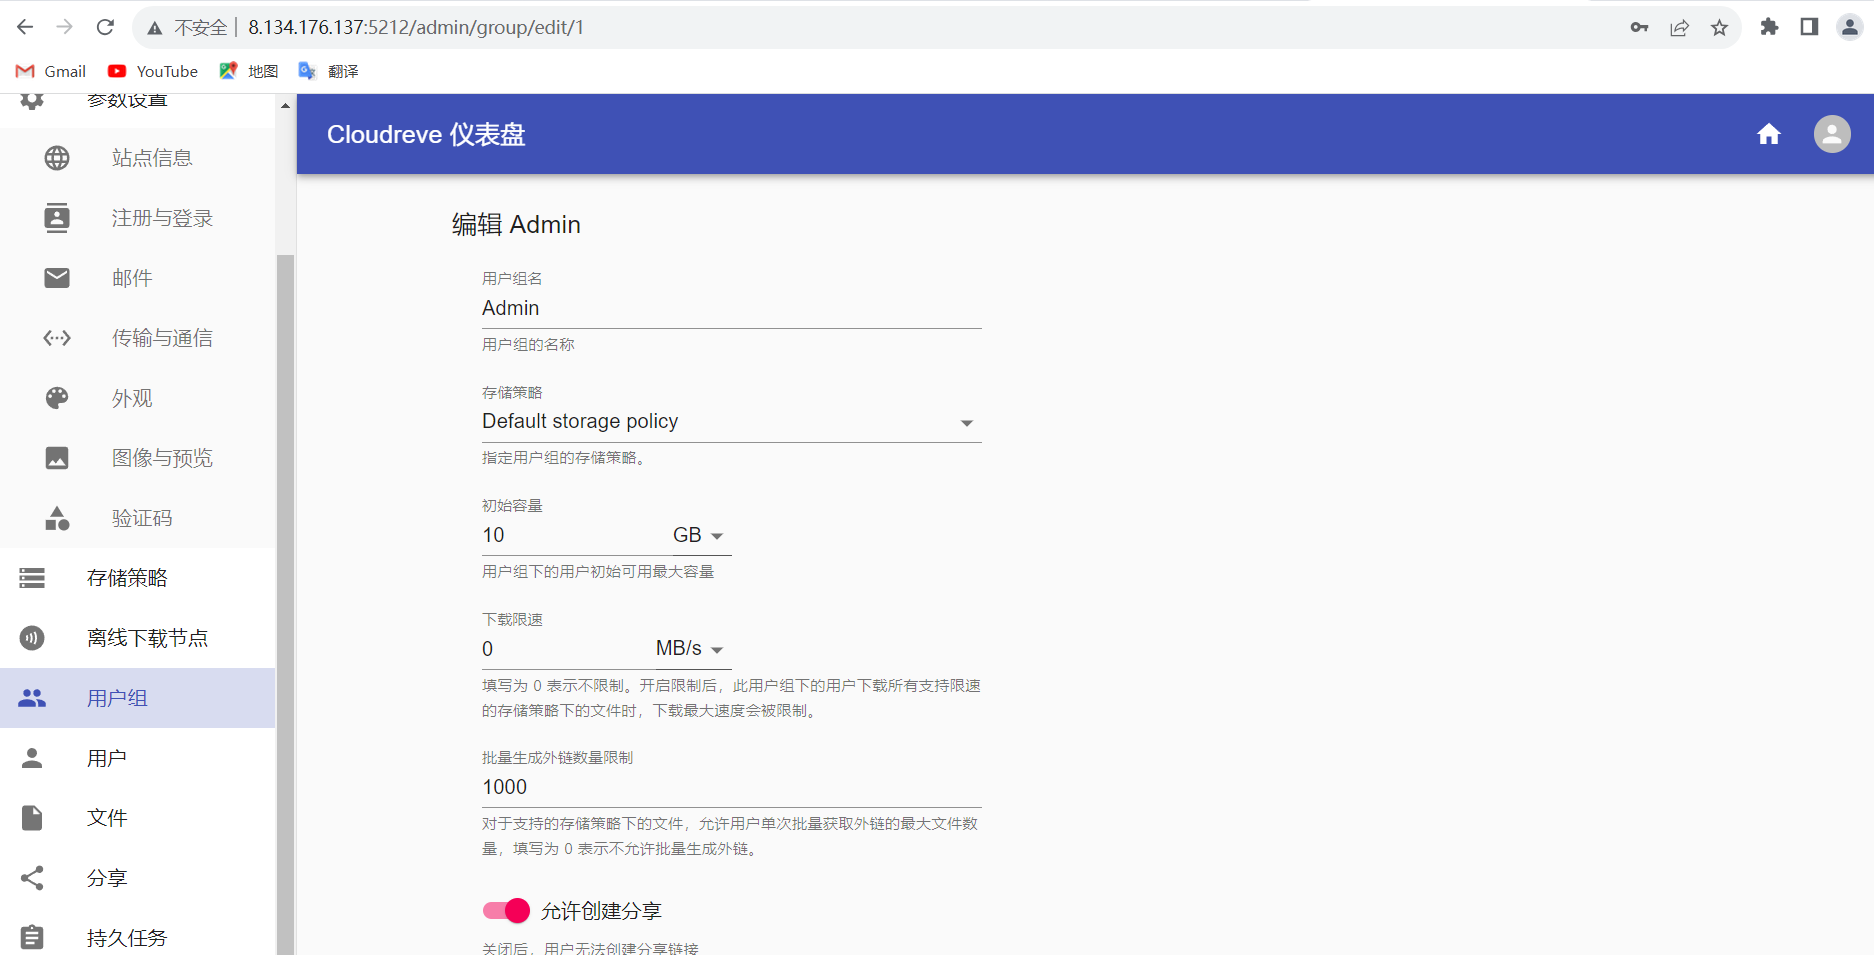 不安全 | 8.134.176.137:5212/admin/group/edit/1
Gmail YouTube 地图 翻译
参数设置
站点信息
注册与登录
邮件
传输与通信
外观
图像与预览
验证码
存储策略
离线下载节点
用户组
用户
文件
分享
持久任务
Cloudreve 仪表盘
编辑 Admin
用户组名
Admin
用户组的名称
存储策略
Default storage policy
指定用户组的存储策略。
初始容量
10 GB
用户组下的用户初始可用最大容量
下载限速
0 MB/s
填写为 0 表示不限制。开启限制后，此用户组下的用户下载所有支持限速
的存储策略下的文件时，下载最大速度会被限制。
批量生成外链数量限制
1000
对于支持的存储策略下的文件，允许用户单次批量获取外链的最大文件数
量，填写为 0 表示不允许批量生成外链。
允许创建分享
关闭后，用户无法创建分享链接